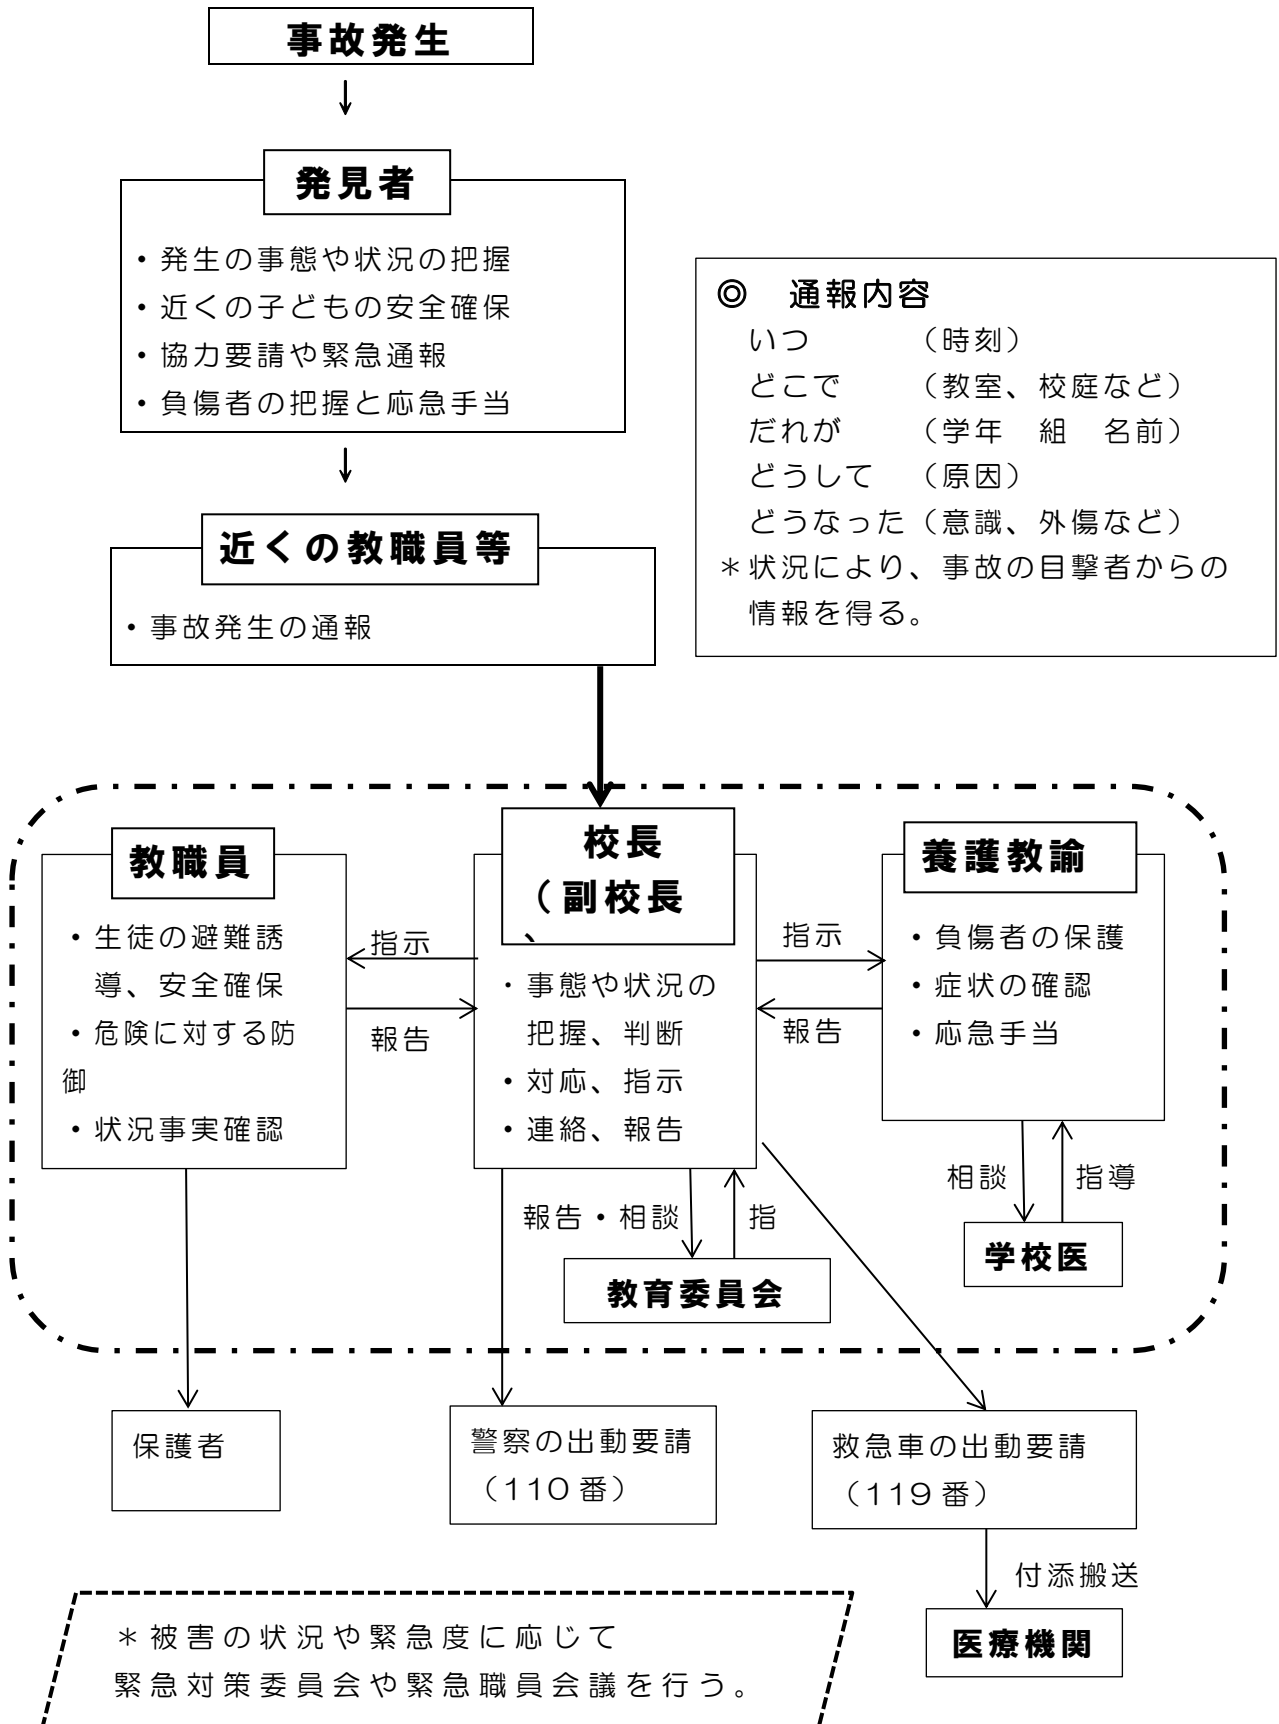 事故発生
発見者
・発生の事態や状況の把握
・近くの子どもの安全確保
・協力要請や緊急通報
・負傷者の把握と応急手当
◎　通報内容
いつ　　　（時刻）
どこで　　（教室、校庭など）
だれが　　（学年　組　名前）
どうして　（原因）
どうなった（意識、外傷など）
＊状況により、事故の目撃者からの
情報を得る。
近くの教職員等
・事故発生の通報
教職員
・生徒の避難誘
導、安全確保
・危険に対する防
御
・状況事実確認
指示
報告
校長
（副校長
・事態や状況の
把握、判断
・対応、指示
・連絡、報告
指示
報告
養護教諭
・負傷者の保護
・症状の確認
・応急手当
相談
指導
学校医
報告・相談
指
教育委員会
保護者
警察の出動要請
（110番）
救急車の出動要請
（119番）
付添搬送
医療機関
＊被害の状況や緊急度に応じて
緊急対策委員会や緊急職員会議を行う。